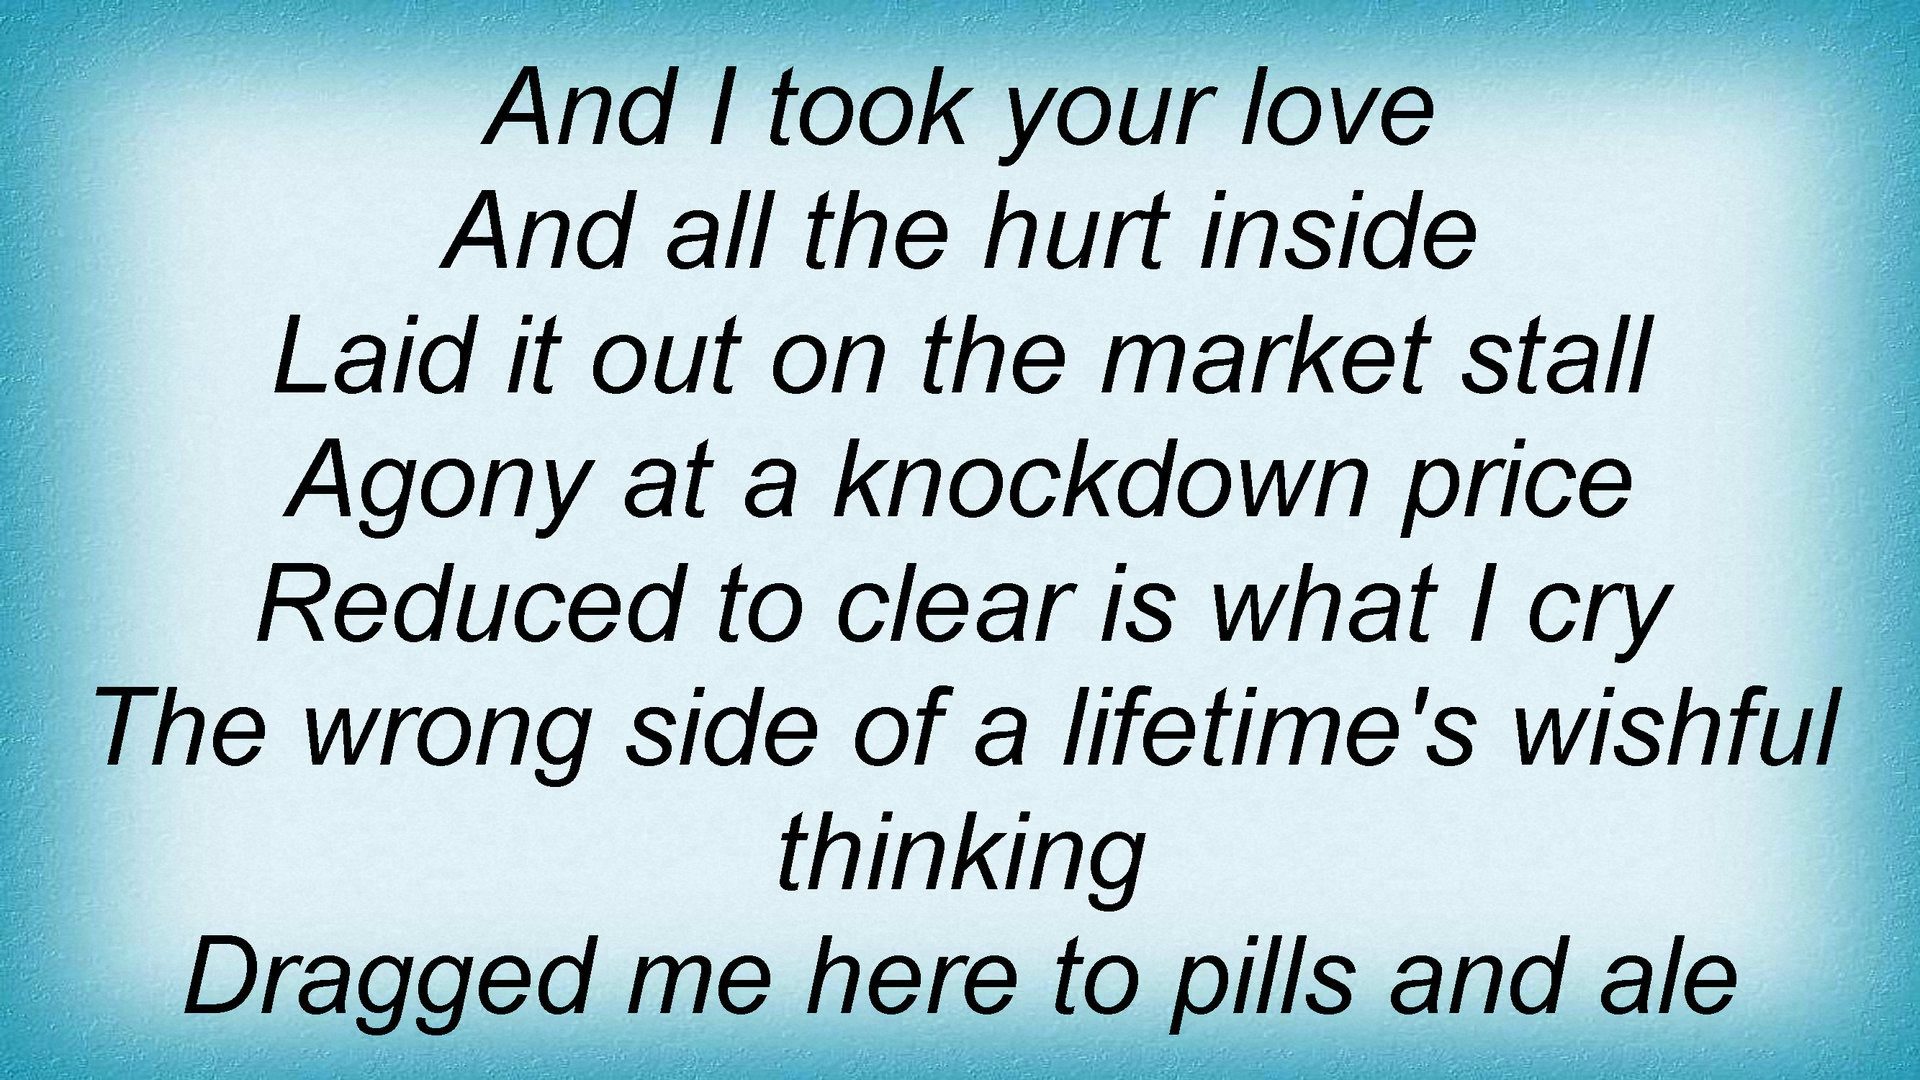 And I took your love
And all the hurt inside
Laid it out on the market stall
Agony at a knockdown price
Reduced to clear is what I cry
The wrong side of a lifetime's wishful
thinking
Dragged me here to pills and ale